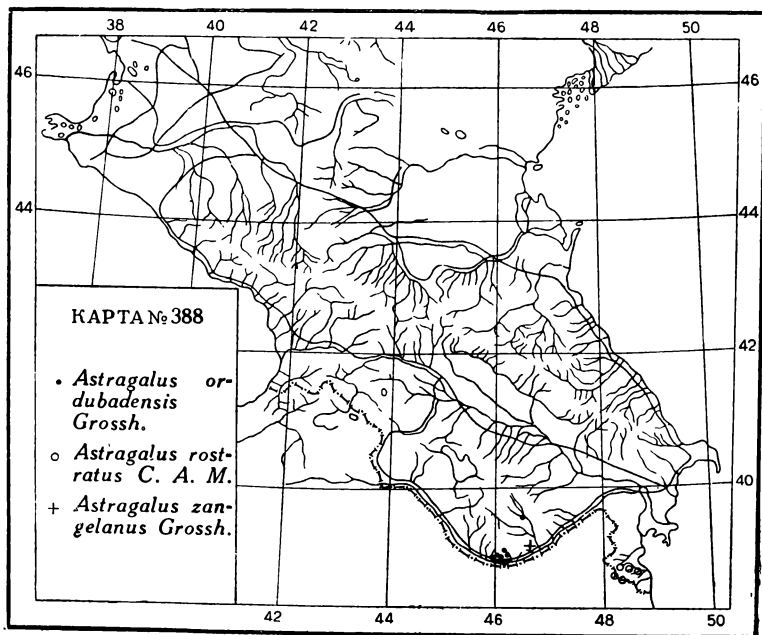 38 40 42 44 46 48 50
46 46
44 44
КАРТА № 388
42
• Astragalus or-
dubadensis
Grossh.
○ Astragalus rost-
ratus C. A. M.
40
+ Astragalus zan-
gelanus Grossh.
42 44 46 48 50